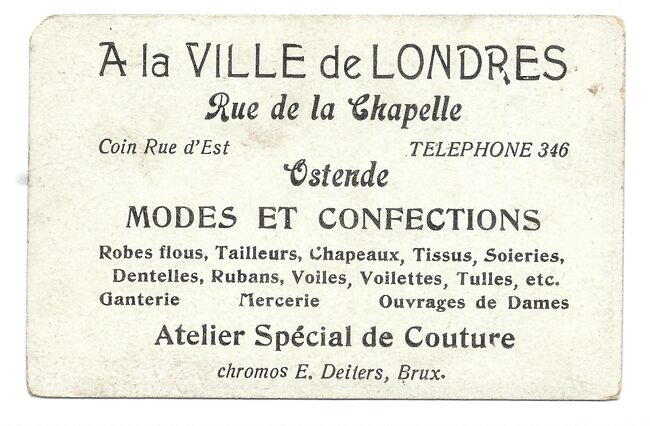 A la VILLE de LONDRES
Rue de la Chapelle
Coin Rue d'Est TELEPHONE 346
Ostende
MODES ET CONFECTIONS
Robes flous, Tailleurs, Chapeaux, Tissus, Soieries,
Dentelles, Rubans, Voiles, Voilettes, Tulles, etc.
Ganterie Mercerie Ouvrages de Dames
Atelier Spécial de Couture
chromos E. Deiters, Brux.